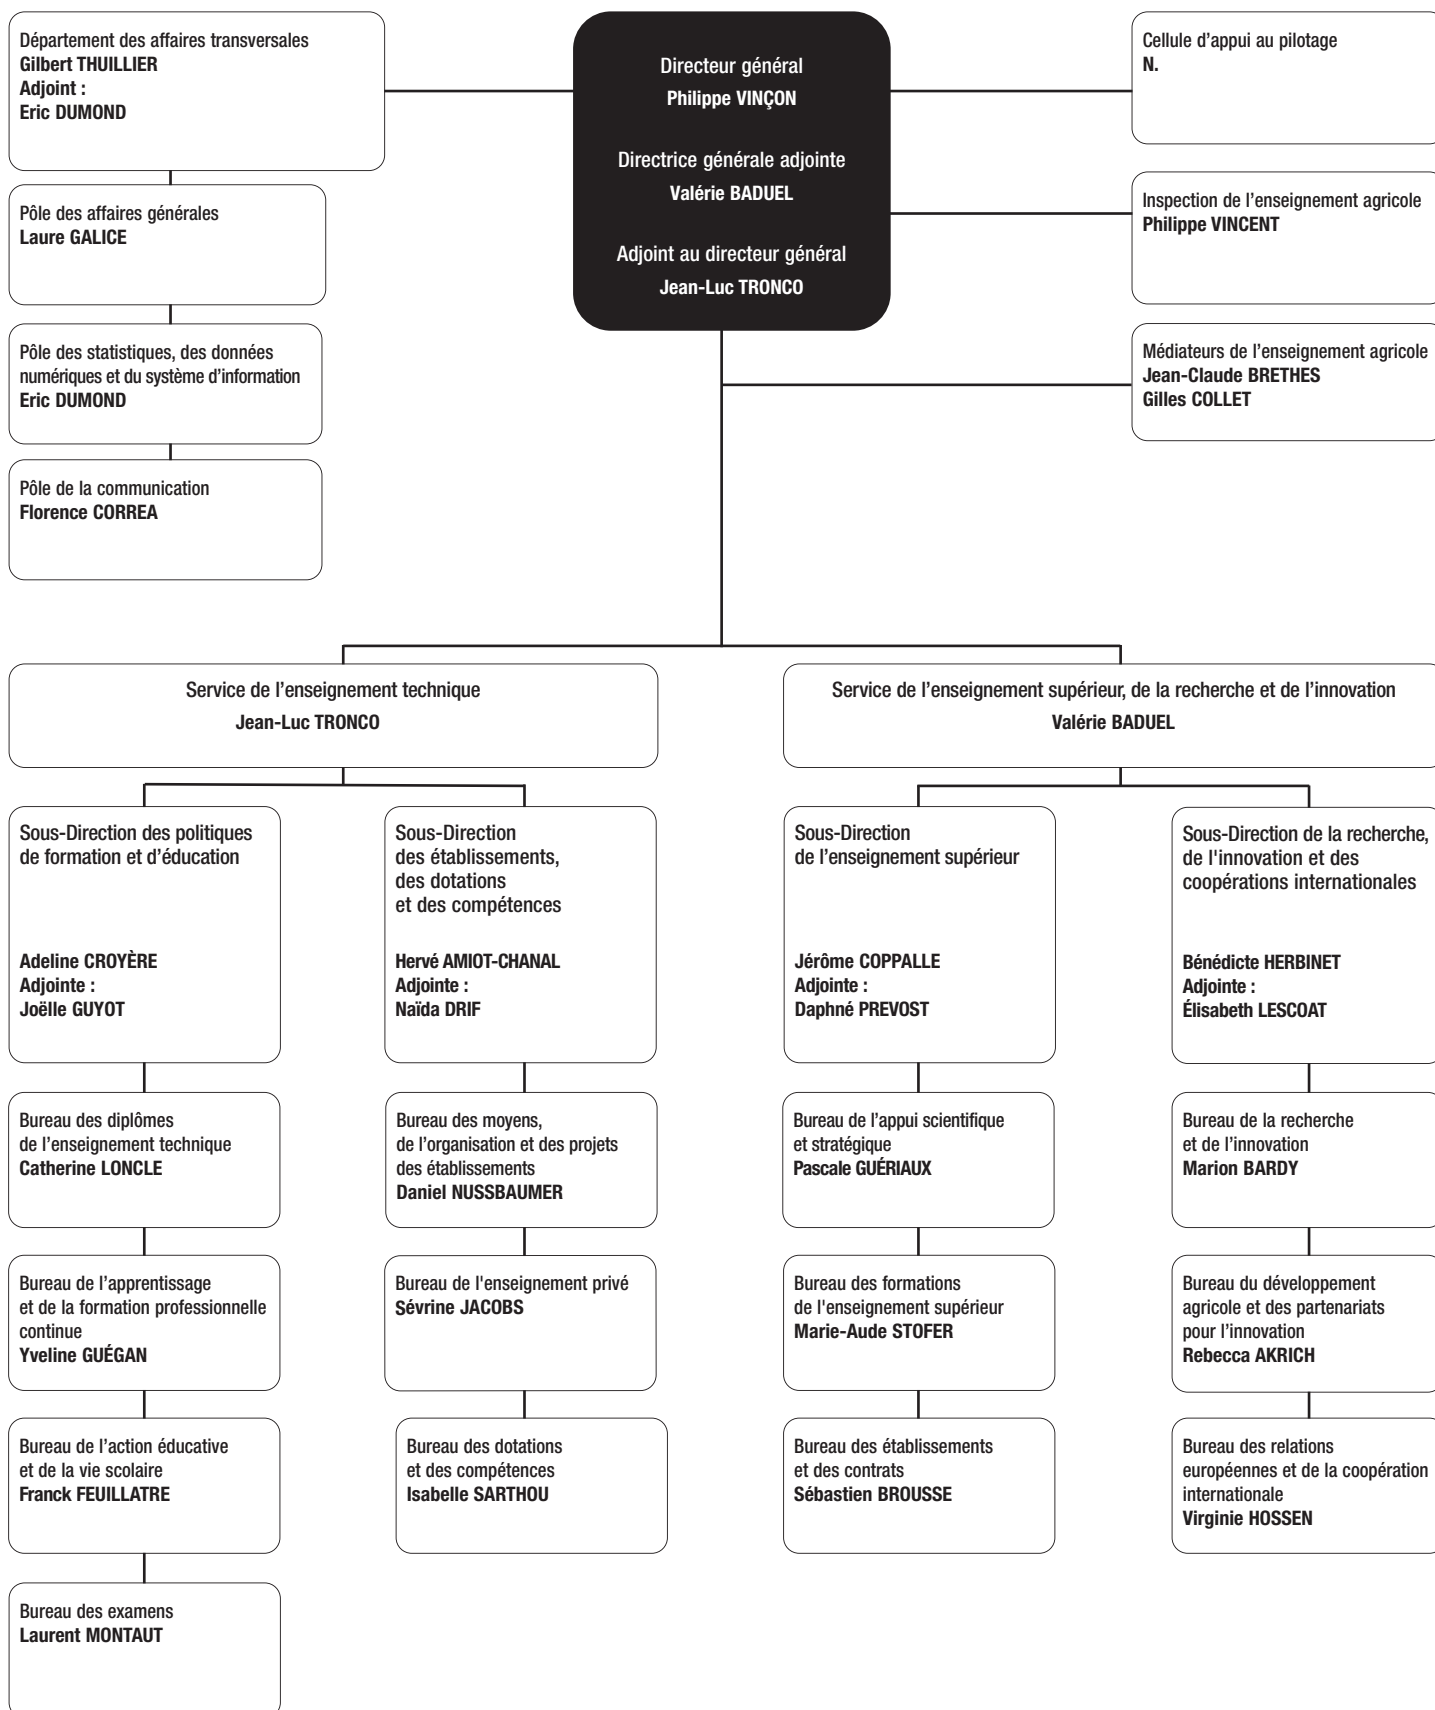 Département des affaires transversales
Gilbert THUILLIER
Adjoint :
Eric DUMOND
Directeur général
Philippe VINÇON
Directrice générale adjointe
Valérie BADUEL
Adjoint au directeur général
Jean-Luc TRONCO
Cellule d’appui au pilotage
N.
Pôle des affaires générales
Laure GALICE
Inspection de l’enseignement agricole
Philippe VINCENT
Pôle des statistiques, des données
numériques et du système d’information
Eric DUMOND
Médiateurs de l’enseignement agricole
Jean-Claude BRETHES
Gilles COLLET
Pôle de la communication
Florence CORREA
Service de l’enseignement technique
Jean-Luc TRONCO
Service de l’enseignement supérieur, de la recherche et de l’innovation
Valérie BADUEL
Sous-Direction des politiques
de formation et d’éducation
Adeline CROYÈRE
Adjointe :
Joëlle GUYOT
Sous-Direction
des établissements,
des dotations
et des compétences
Hervé AMIOT-CHANAL
Adjointe :
Naïda DRIF
Sous-Direction
de l’enseignement supérieur
Jérôme COPPALLE
Adjointe :
Daphné PREVOST
Sous-Direction de la recherche,
de l'innovation et des
coopérations internationales
Bénédicte HERBINET
Adjointe :
Élisabeth LESCOAT
Bureau des diplômes
de l’enseignement technique
Catherine LONCLE
Bureau des moyens,
de l’organisation et des projets
des établissements
Daniel NUSSBAUMER
Bureau de l’appui scientifique
et stratégique
Pascale GUÉRIAUX
Bureau de la recherche
et de l’innovation
Marion BARDY
Bureau de l’apprentissage
et de la formation professionnelle
continue
Yveline GUÉGAN
Bureau de l'enseignement privé
Sévrine JACOBS
Bureau des formations
de l'enseignement supérieur
Marie-Aude STOFER
Bureau du développement
agricole et des partenariats
pour l’innovation
Rebecca AKRICH
Bureau de l’action éducative
et de la vie scolaire
Franck FEUILLATRE
Bureau des dotations
et des compétences
Isabelle SARTHOU
Bureau des établissements
et des contrats
Sébastien BROUSSE
Bureau des relations
européennes et de la coopération
internationale
Virginie HOSSEN
Bureau des examens
Laurent MONTAUT